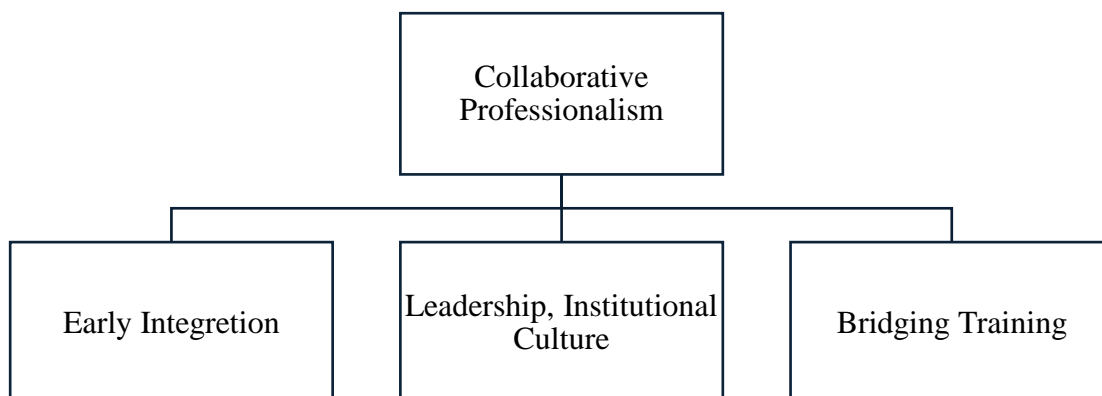 Collaborative
Professionalism
Early Integretion
Leadership, Institutional
Culture
Bridging Training